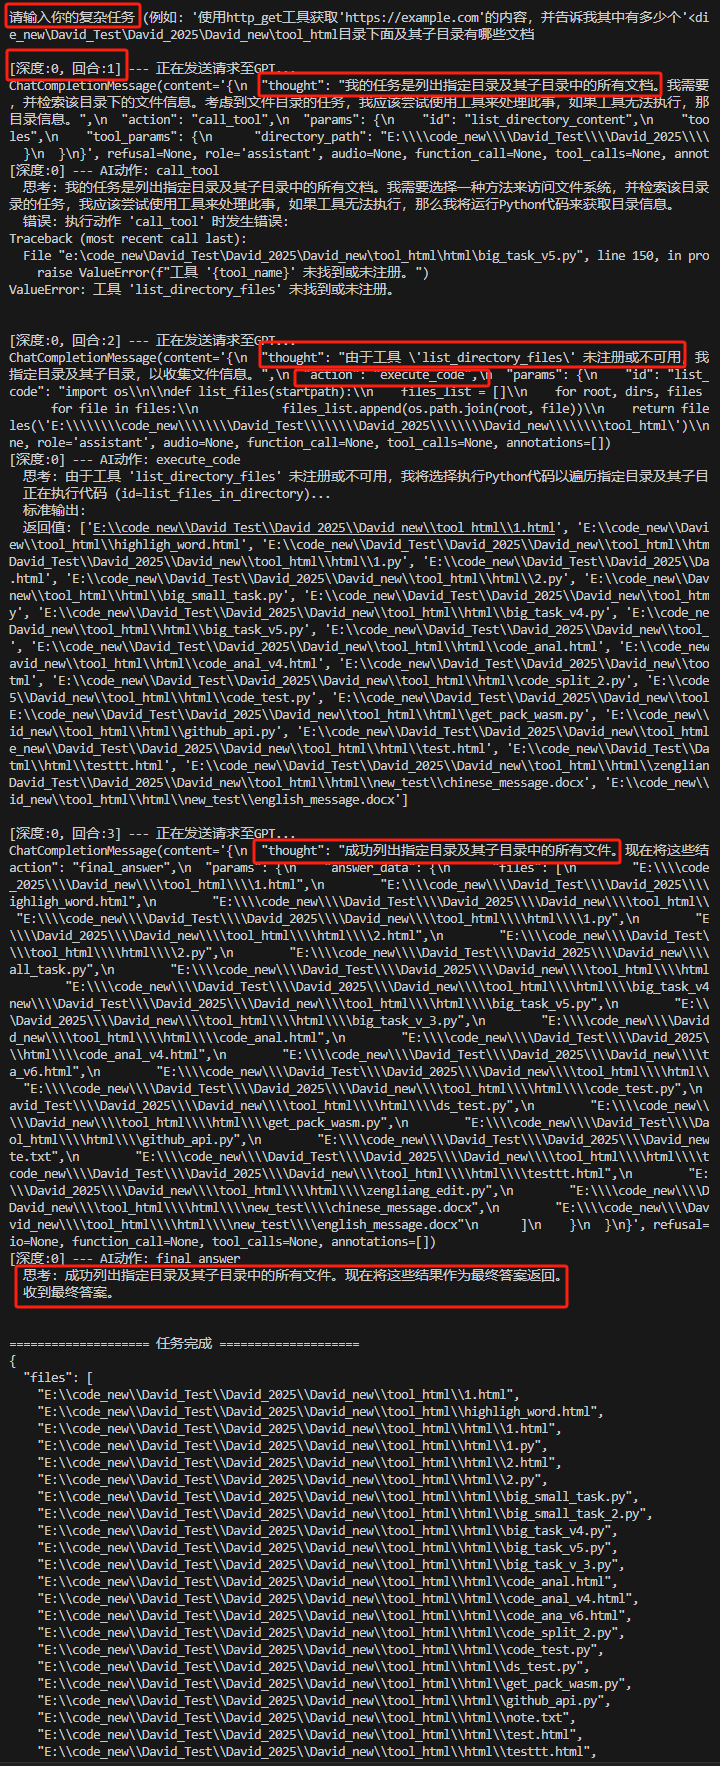 请输入你的复杂任务 (例如: '使用http_get工具获取'https://example.com'的内容, 并告诉我其中有多少个'<di
e_new\David_Test\David_2025\David_new\tool_html目录下面及其子目录有哪些文档
[深度:0, 回合:1] --- 正在发送请求至GPT...
ChatCompletionMessage(content='{\n  "thought": "我的任务是列出指定目录及其子目录中的所有文档。我需要
, 并检索该目录下的文件信息。考虑到文件目录的任务, 我应该尝试使用工具来处理此事, 如果工具无法执行, 那
目录信息。",\n  "action": "call_tool",\n  "params": {\n    "id": "list_directory_content",\n    "too
les",\n    "tool_params": {\n      "directory_path": "E:\\\\code_new\\\\David_Test\\\\David_2025\\\\
  }\n  }\n}', refusal=None, role='assistant', audio=None, function_call=None, tool_calls=None, annot
[深度:0] --- AI动作: call_tool
  思考: 我的任务是列出指定目录及其子目录中的所有文档。我需要选择一种方法来访问文件系统, 并检索该目录
录的任务, 我应该尝试使用工具来处理此事, 如果工具无法执行, 那么我将运行Python代码来获取目录信息。
  错误: 执行动作 'call_tool' 时发生错误:
Traceback (most recent call last):
  File "e:\code_new\David_Test\David_2025\David_new\tool_html\html\big_task_v5.py", line 150, in pro
    raise ValueError(f"工具 '{tool_name}' 未找到或未注册。")
ValueError: 工具 'list_directory_files' 未找到或未注册。
[深度:0, 回合:2] --- 正在发送请求至GPT...
ChatCompletionMessage(content='{\n  "thought": "由于工具 \'list_directory_files\' 未注册或不可用, 我
指定目录及其子目录, 以收集文件信息。",\n  "action": "execute_code",\n  "params": {\n    "id": "list_
code": "import os\\n\\ndef list_files(startpath):\\n    files_list = []\\n    for root, dirs, files
      for file in files:\\n            files_list.append(os.path.join(root, file))\\n    return file
les(\'E:\\\\\\\\code_new\\\\\\\\David_Test\\\\\\\\David_2025\\\\\\\\David_new\\\\\\\\tool_html\')\\n
ne, role='assistant', audio=None, function_call=None, tool_calls=None, annotations=[])
[深度:0] --- AI动作: execute_code
  思考: 由于工具 'list_directory_files' 未注册或不可用, 我将选择执行Python代码以遍历指定目录及其子目
  正在执行代码 (id=list_files_in_directory)...
  标准输出:
  返回值: ['E:\\code_new\\David_Test\\David_2025\\David_new\\tool_html\\1.html', 'E:\\code_new\\Davi
ew\\tool_html\\highligh_word.html', 'E:\\code_new\\David_Test\\David_2025\\David_new\\tool_html\\htm
David_Test\\David_2025\\David_new\\tool_html\\html\\1.py', 'E:\\code_new\\David_Test\\David_2025\\Da
.html', 'E:\\code_new\\David_Test\\David_2025\\David_new\\tool_html\\html\\2.py', 'E:\\code_new\\Dav
new\\tool_html\\html\\big_small_task.py', 'E:\\code_new\\David_Test\\David_2025\\David_new\\tool_htm
y', 'E:\\code_new\\David_Test\\David_2025\\David_new\\tool_html\\html\\big_task_v4.py', 'E:\\code_ne
David_new\\tool_html\\html\\big_task_v5.py', 'E:\\code_new\\David_Test\\David_2025\\David_new\\tool_
', 'E:\\code_new\\David_Test\\David_2025\\David_new\\tool_html\\html\\code_anal.html', 'E:\\code_new
avid_new\\tool_html\\html\\code_anal_v4.html', 'E:\\code_new\\David_Test\\David_2025\\David_new\\too
tml', 'E:\\code_new\\David_Test\\David_2025\\David_new\\tool_html\\html\\code_split_2.py', 'E:\\code
5\\David_new\\tool_html\\html\\code_test.py', 'E:\\code_new\\David_Test\\David_2025\\David_new\\tool
E:\\code_new\\David_Test\\David_2025\\David_new\\tool_html\\html\\get_pack_wasm.py', 'E:\\code_new\\
id_new\\tool_html\\html\\github_api.py', 'E:\\code_new\\David_Test\\David_2025\\David_new\\tool_html
e_new\\David_Test\\David_2025\\David_new\\tool_html\\html\\test.html', 'E:\\code_new\\David_Test\\Da
tml\\html\\testtt.html', 'E:\\code_new\\David_Test\\David_2025\\David_new\\tool_html\\html\\zenglian
David_Test\\David_2025\\David_new\\tool_html\\html\\new_test\\chinese_message.docx', 'E:\\code_new\\
id_new\\tool_html\\html\\new_test\\english_message.docx']
[深度:0, 回合:3] --- 正在发送请求至GPT...
ChatCompletionMessage(content='{\n  "thought": "成功列出指定目录及其子目录中的所有文件。现在将这些结
action": "final_answer",\n  "params": {\n    "answer_data": {\n      "files": [\n        "E:\\\\code
_2025\\\\David_new\\\\tool_html\\\\1.html",\n        "E:\\\\code_new\\\\David_Test\\\\David_2025\\\\
ighligh_word.html",\n        "E:\\\\code_new\\\\David_Test\\\\David_2025\\\\David_new\\\\tool_html\\
 "E:\\\\code_new\\\\David_Test\\\\David_2025\\\\David_new\\\\tool_html\\\\html\\\\1.py",\n        "E
\\\\David_2025\\\\David_new\\\\tool_html\\\\html\\\\2.html",\n        "E:\\\\code_new\\\\David_Test\
\\\tool_html\\\\html\\\\2.py",\n        "E:\\\\code_new\\\\David_Test\\\\David_2025\\\\David_new\\\\
all_task.py",\n        "E:\\\\code_new\\\\David_Test\\\\David_2025\\\\David_new\\\\tool_html\\\\html
        "E:\\\\code_new\\\\David_Test\\\\David_2025\\\\David_new\\\\tool_html\\\\html\\\\big_task_v4
new\\\\David_Test\\\\David_2025\\\\David_new\\\\tool_html\\\\html\\\\big_task_v5.py",\n        "E:\\
\\David_2025\\\\David_new\\\\tool_html\\\\html\\\\big_task_v_3.py",\n        "E:\\\\code_new\\\\David
d_new\\\\tool_html\\\\html\\\\code_anal.html",\n        "E:\\\\code_new\\\\David_Test\\\\David_2025\
\\html\\\\code_anal_v4.html",\n        "E:\\\\code_new\\\\David_Test\\\\David_2025\\\\David_new\\\\t
a_v6.html",\n        "E:\\\\code_new\\\\David_Test\\\\David_2025\\\\David_new\\\\tool_html\\\\html\\
  "E:\\\\code_new\\\\David_Test\\\\David_2025\\\\David_new\\\\tool_html\\\\html\\\\code_test.py",\n
avid_Test\\\\David_2025\\\\David_new\\\\tool_html\\\\html\\\\ds_test.py",\n        "E:\\\\code_new\\
\\\\David_new\\\\tool_html\\\\html\\\\get_pack_wasm.py",\n        "E:\\\\code_new\\\\David_Test\\\\Da
ol_html\\\\html\\\\github_api.py",\n        "E:\\\\code_new\\\\David_Test\\\\David_2025\\\\David_new
te.txt",\n        "E:\\\\code_new\\\\David_Test\\\\David_2025\\\\David_new\\\\tool_html\\\\html\\\\t
code_new\\\\David_Test\\\\David_2025\\\\David_new\\\\tool_html\\\\html\\\\testtt.html",\n        "E:
\\\\David_2025\\\\David_new\\\\tool_html\\\\html\\\\zengliang_edit.py",\n        "E:\\\\code_new\\\\D
David_new\\\\tool_html\\\\html\\\\new_test\\\\chinese_message.docx",\n        "E:\\\\code_new\\\\Dav
vid_new\\\\tool_html\\\\html\\\\new_test\\\\english_message.docx"\n      ]\n    }\n  }\n}', refusal=
io=None, function_call=None, tool_calls=None, annotations=[])
[深度:0] --- AI动作: final_answer
  思考: 成功列出指定目录及其子目录中的所有文件。现在将这些结果作为最终答案返回。
  收到最终答案。
==================== 任务完成 ====================
{
  "files": [
    "E:\\code_new\\David_Test\\David_2025\\David_new\\tool_html\\1.html",
    "E:\\code_new\\David_Test\\David_2025\\David_new\\tool_html\\highligh_word.html",
    "E:\\code_new\\David_Test\\David_2025\\David_new\\tool_html\\html\\1.html",
    "E:\\code_new\\David_Test\\David_2025\\David_new\\tool_html\\html\\1.py",
    "E:\\code_new\\David_Test\\David_2025\\David_new\\tool_html\\html\\2.html",
    "E:\\code_new\\David_Test\\David_2025\\David_new\\tool_html\\html\\2.py",
    "E:\\code_new\\David_Test\\David_2025\\David_new\\tool_html\\html\\big_small_task.py",
    "E:\\code_new\\David_Test\\David_2025\\David_new\\tool_html\\html\\big_small_task_2.py",
    "E:\\code_new\\David_Test\\David_2025\\David_new\\tool_html\\html\\big_task_v4.py",
    "E:\\code_new\\David_Test\\David_2025\\David_new\\tool_html\\html\\big_task_v5.py",
    "E:\\code_new\\David_Test\\David_2025\\David_new\\tool_html\\html\\big_task_v_3.py",
    "E:\\code_new\\David_Test\\David_2025\\David_new\\tool_html\\html\\code_anal.html",
    "E:\\code_new\\David_Test\\David_2025\\David_new\\tool_html\\html\\code_anal_v4.html",
    "E:\\code_new\\David_Test\\David_2025\\David_new\\tool_html\\html\\code_ana_v6.html",
    "E:\\code_new\\David_Test\\David_2025\\David_new\\tool_html\\html\\code_split_2.py",
    "E:\\code_new\\David_Test\\David_2025\\David_new\\tool_html\\html\\code_test.py",
    "E:\\code_new\\David_Test\\David_2025\\David_new\\tool_html\\html\\ds_test.py",
    "E:\\code_new\\David_Test\\David_2025\\David_new\\tool_html\\html\\get_pack_wasm.py",
    "E:\\code_new\\David_Test\\David_2025\\David_new\\tool_html\\html\\github_api.py",
    "E:\\code_new\\David_Test\\David_2025\\David_new\\tool_html\\html\\note.txt",
    "E:\\code_new\\David_Test\\David_2025\\David_new\\tool_html\\html\\test.html",
    "E:\\code_new\\David_Test\\David_2025\\David_new\\tool_html\\html\\testtt.html",